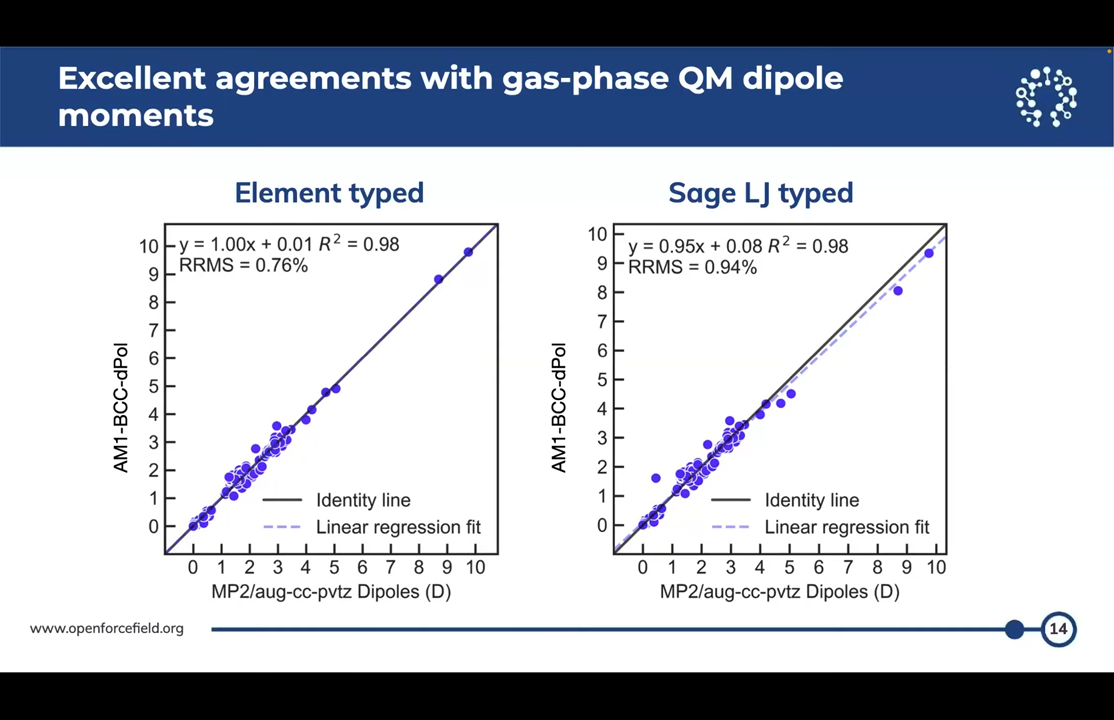 Excellent agreements with gas-phase QM dipole
moments
Element typed
y = 1.00x + 0.01 R² = 0.98
RRMS = 0.76%
10
9
8
7
6
5
4
3
2
1
0
AM1-BCC-dPol
Identity line
Linear regression fit
0 1 2 3 4 5 6 7 8 9 10
MP2/aug-cc-pvtz Dipoles (D)
Sage LJ typed
y = 0.95x + 0.08 R² = 0.98
RRMS = 0.94%
10
9
8
7
6
5
4
3
2
1
0
AM1-BCC-dPol
Identity line
Linear regression fit
0 1 2 3 4 5 6 7 8 9 10
MP2/aug-cc-pvtz Dipoles (D)
www.openforcefield.org
14